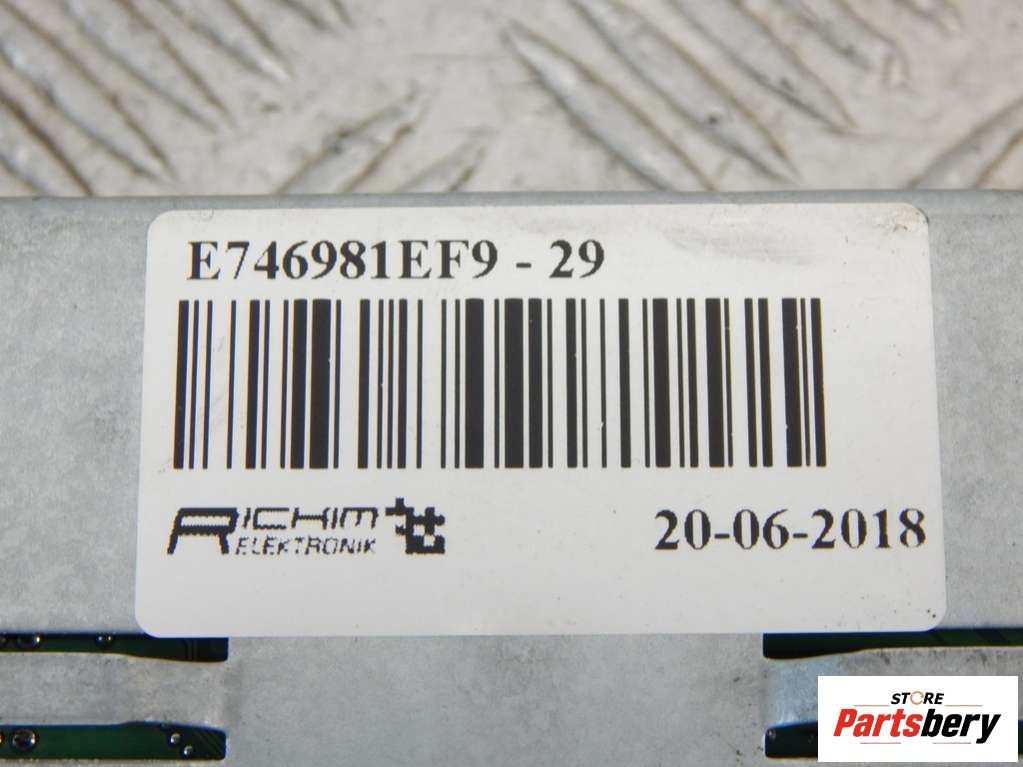 E746981EF9 - 29
RICHIM
ELEKTRONIK
20-06-2018
STORE
Partsbery